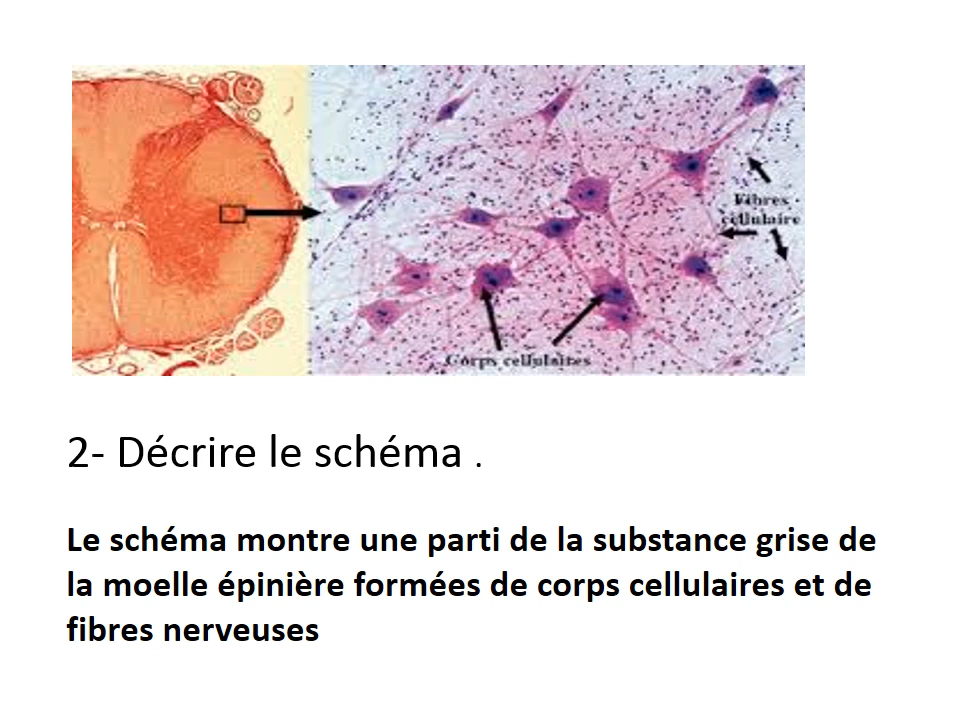 Fibres
cellulaire
Corps cellulaites
2- Décrire le schéma .
Le schéma montre une parti de la substance grise de
la moelle épinière formées de corps cellulaires et de
fibres nerveuses